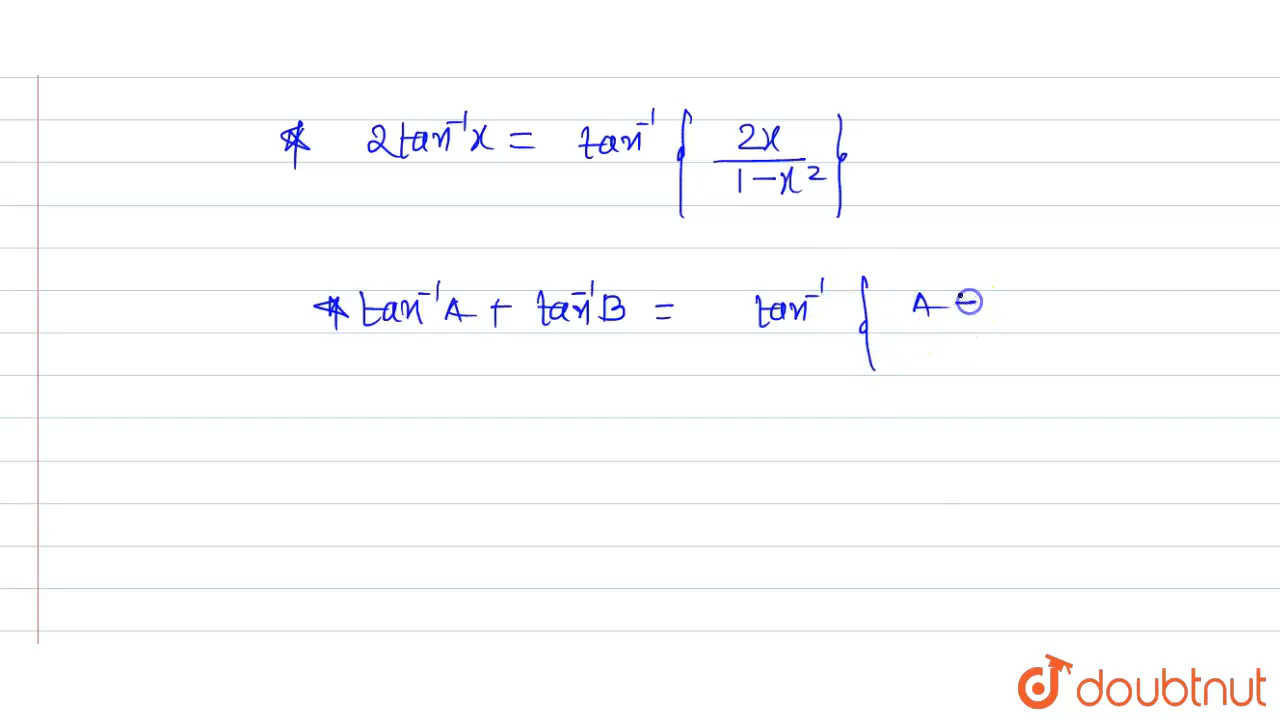 * 2tan⁻¹x = tan⁻¹ { 2x / 1-x² }
* tan⁻¹A + tan⁻¹B = tan⁻¹ { A -
doubtnut